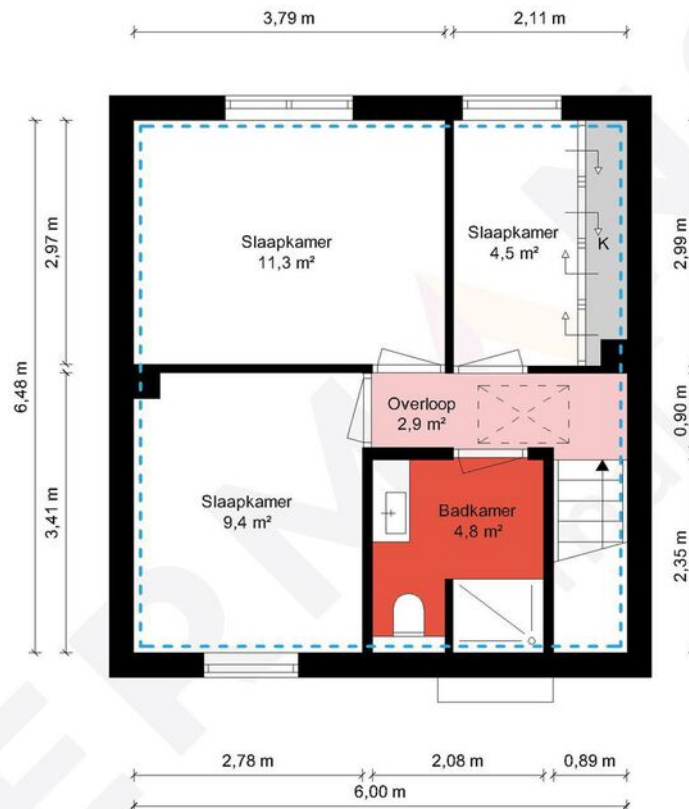 3,79 m
2,11 m
Slaapkamer
11,3 m²
Slaapkamer
4,5 m²
K
2,97 m
2,99 m
6,48 m
Overloop
2,9 m²
0,90 m
Slaapkamer
9,4 m²
Badkamer
4,8 m²
3,41 m
2,35 m
2,78 m
2,08 m
0,89 m
6,00 m